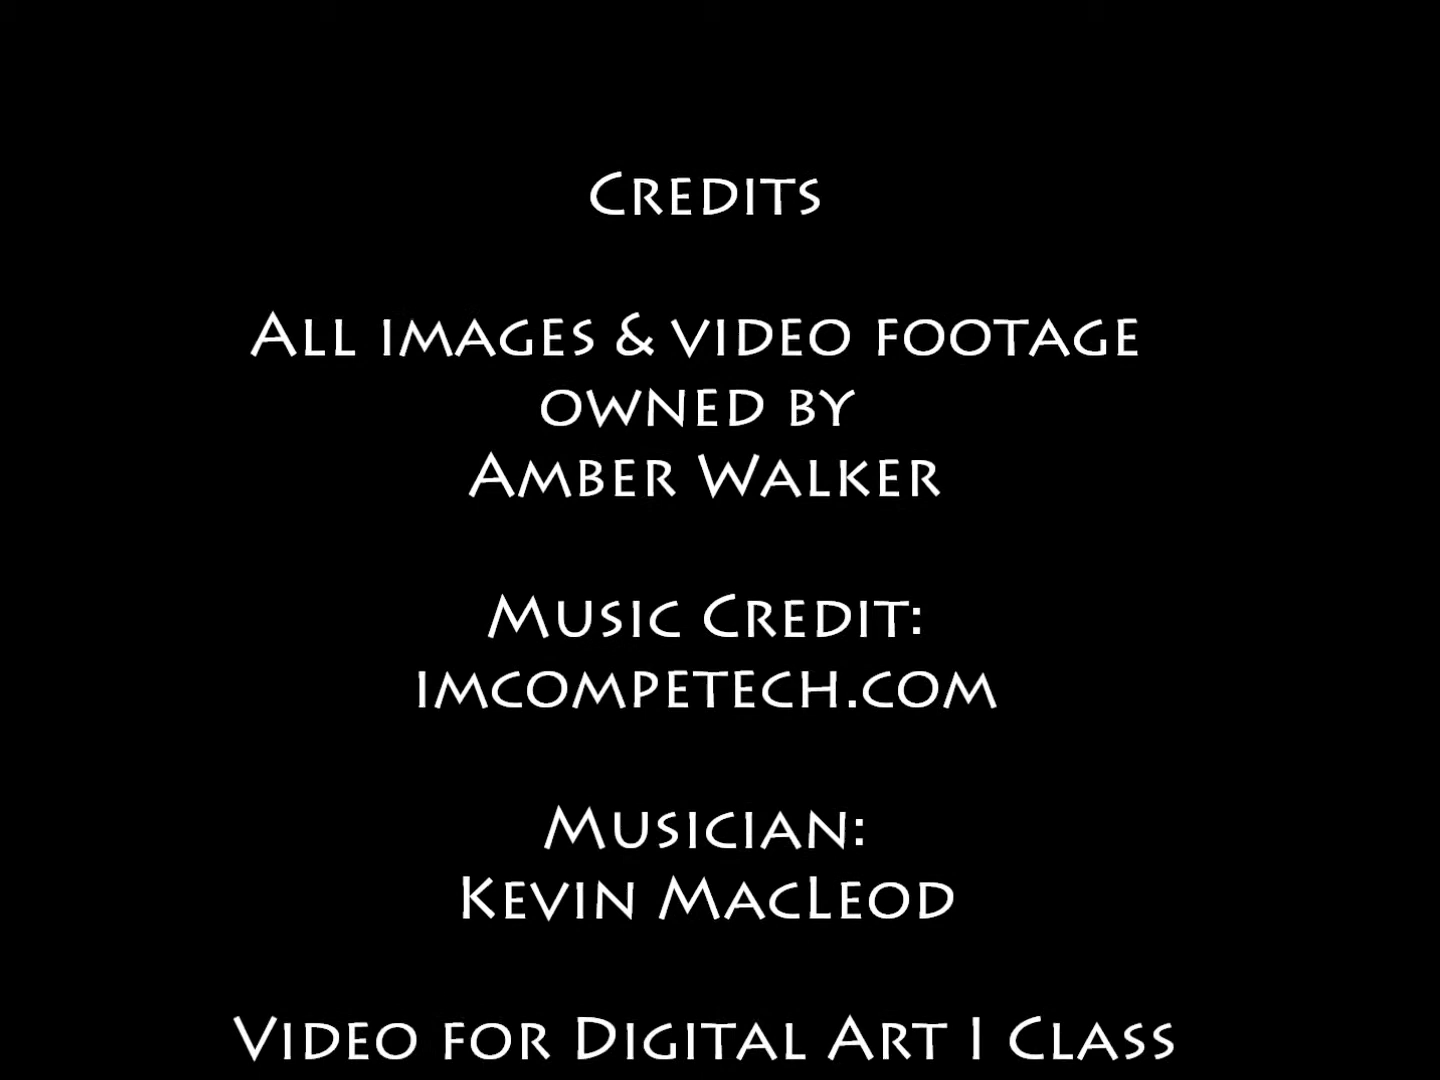 Credits
All images & video footage
owned by
Amber Walker
Music Credit:
imcompetech.com
Musician:
Kevin MacLeod
Video for Digital Art I Class